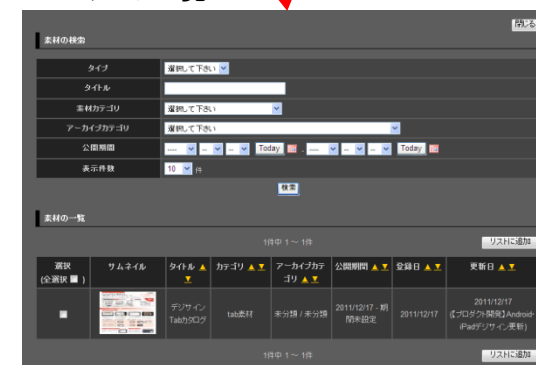 閉じる
素材の検索
タイプ 選択して下さい
タイトル
素材カテゴリ 選択して下さい
アーカイブカテゴリ 選択して下さい
公開期間 ---- -- -- Today - ---- -- -- Today
表示件数 10 件
検索
素材の一覧
1件中 1 ～ 1件 リストに追加
選択 サムネイル タイトル ▲ カテゴリ ▲ ▼ アーカイブカテ 公開期間 ▲ ▼ 登録日 ▲ ▼ 更新日 ▲ ▼
(全選択 ) ▼ ゴリ ▲ ▼
デジサイン
Tabカタログ
tab素材
未分類 / 未分類
2011/12/17 - 期
間未設定
2011/12/17
2011/12/17
(【プロダクト開発】Android・
iPadデジサイン更新)
1件中 1 ～ 1件 リストに追加